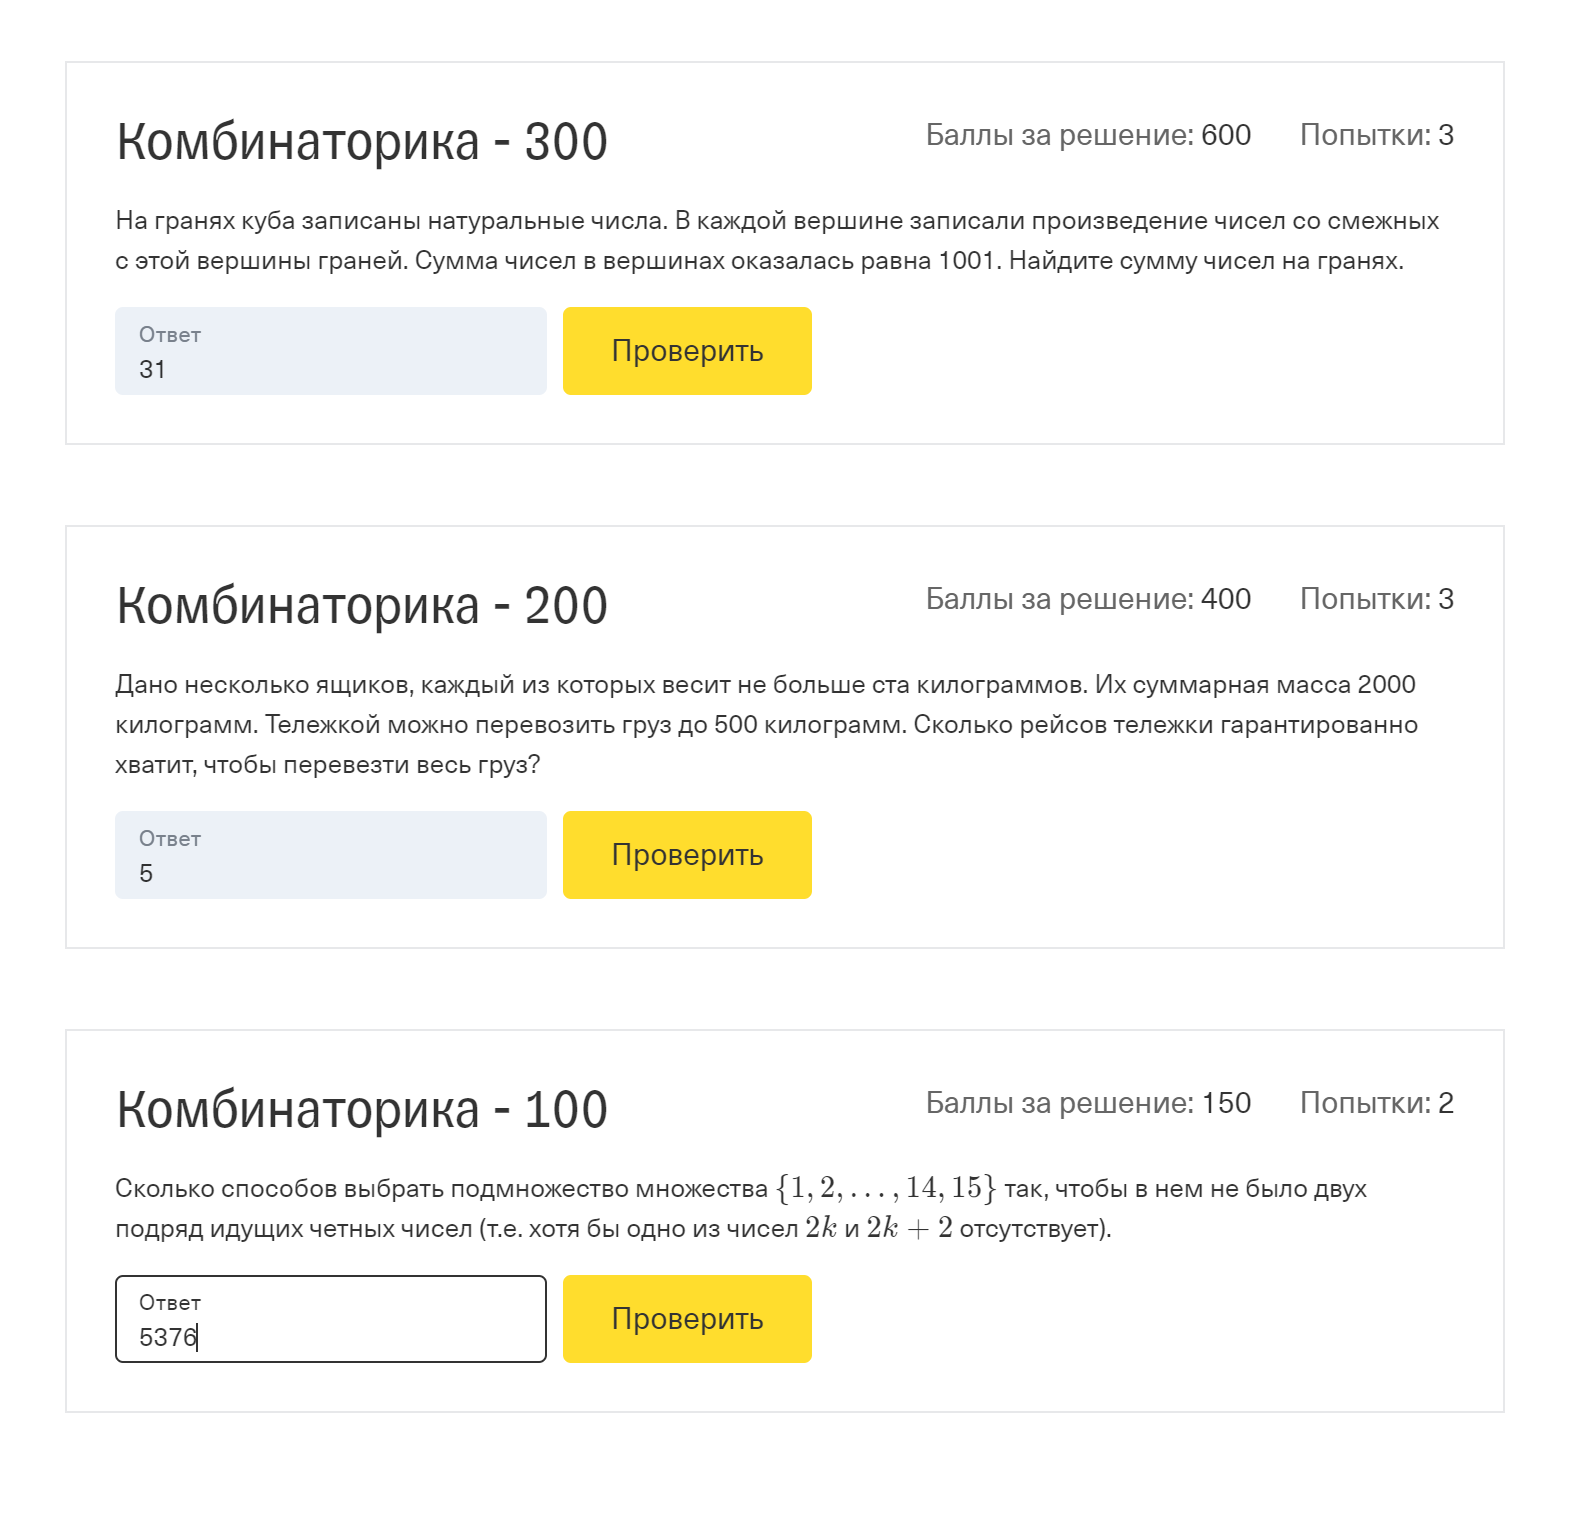 Комбинаторика - 300
Баллы за решение: 600 Попытки: 3
На гранях куба записаны натуральные числа. В каждой вершине записали произведение чисел со смежных
с этой вершины граней. Сумма чисел в вершинах оказалась равна 1001. Найдите сумму чисел на гранях.
Ответ
31
Проверить
Комбинаторика - 200
Баллы за решение: 400 Попытки: 3
Дано несколько ящиков, каждый из которых весит не больше ста килограммов. Их суммарная масса 2000
килограмм. Тележкой можно перевозить груз до 500 килограмм. Сколько рейсов тележки гарантированно
хватит, чтобы перевезти весь груз?
Ответ
5
Проверить
Комбинаторика - 100
Баллы за решение: 150 Попытки: 2
Сколько способов выбрать подмножество множества {1, 2, . . . , 14, 15} так, чтобы в нем не было двух
подряд идущих четных чисел (т.е. хотя бы одно из чисел 2k и 2k + 2 отсутствует).
Ответ
5376
Проверить